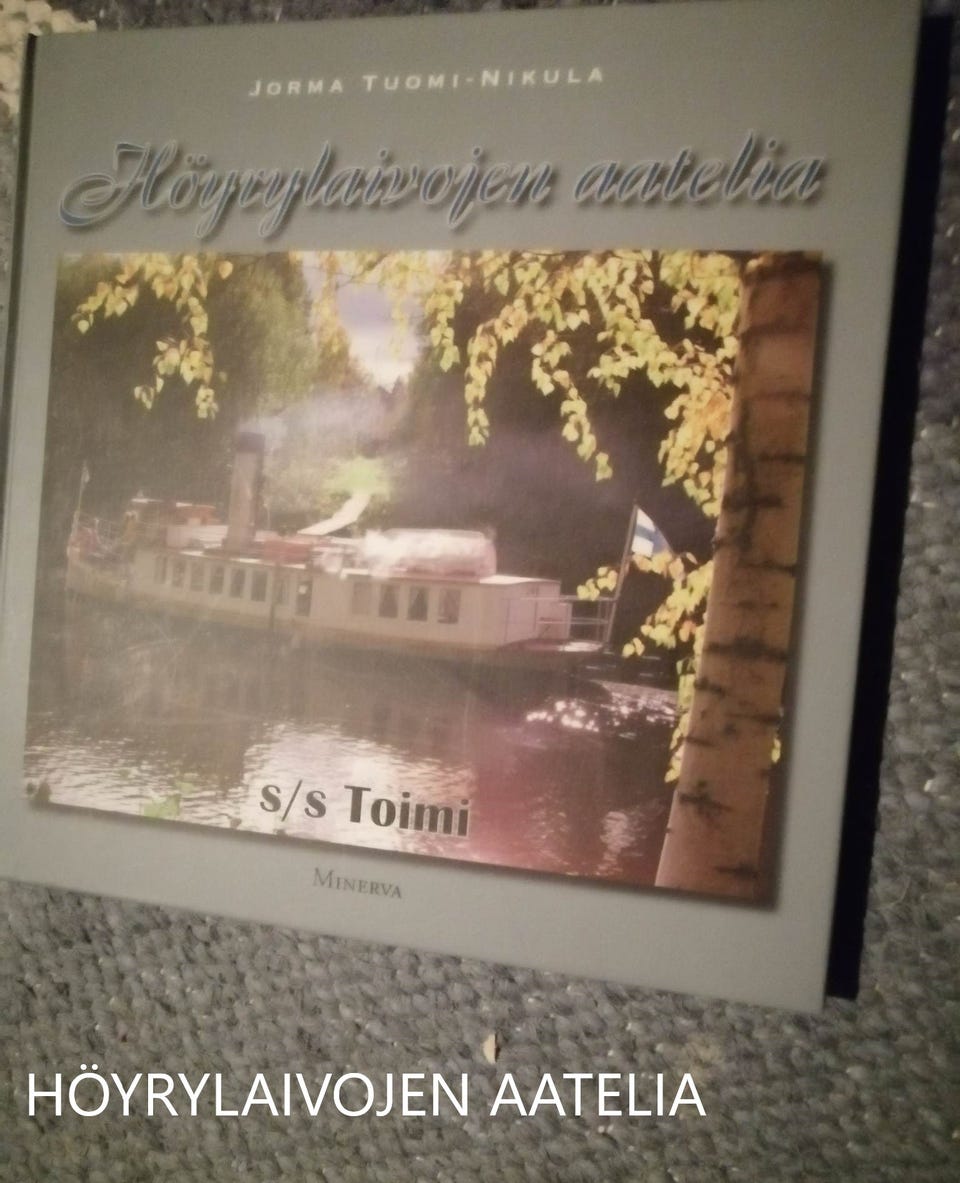 JORMA TUOMI-NIKULA
Höyrylaivojen aatelia
s/s Toimi
MINERVA
HÖYRYLAIVOJEN AATELIA